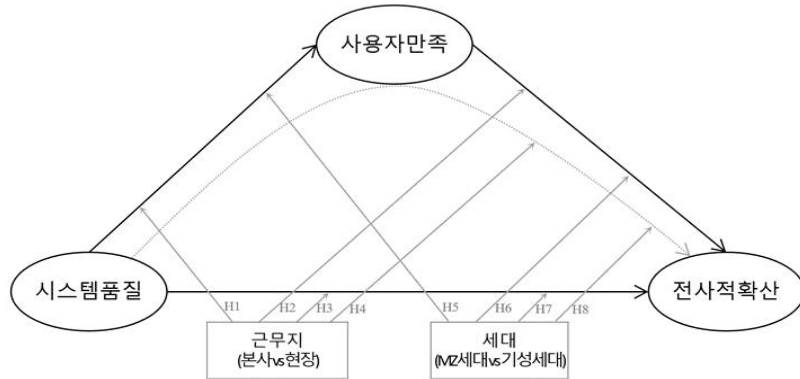 사용자만족
시스템품질
전사적확산
H1
H2
H3
H4
H5
H6
H7
H8
근무지
(본사vs현장)
세대
(MZ세대vs기성세대)